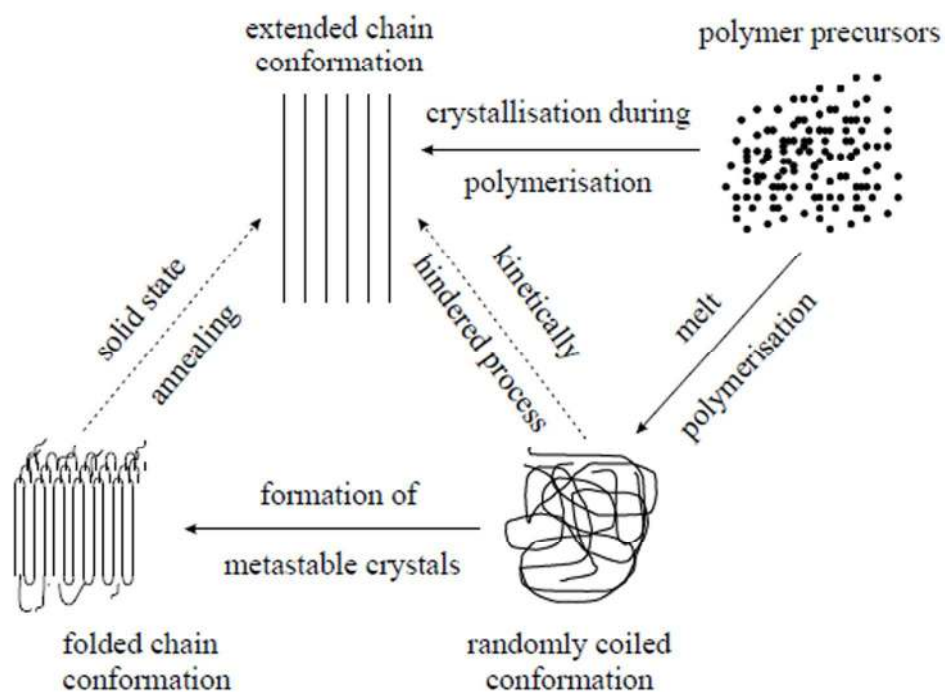 extended chain
conformation
polymer precursors
crystallisation during
polymerisation
solid state
annealing
kinetically
hindered process
melt
polymerisation
formation of
metastable crystals
folded chain
conformation
randomly coiled
conformation